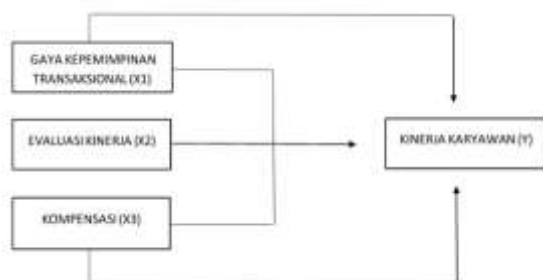 GAYA KEPEMIMPINAN
TRANSAKSIONAL (X1)
EVALUASI KINERJA (X2)
KINERJA KARYAWAN (Y)
KOMPENSASI (X3)